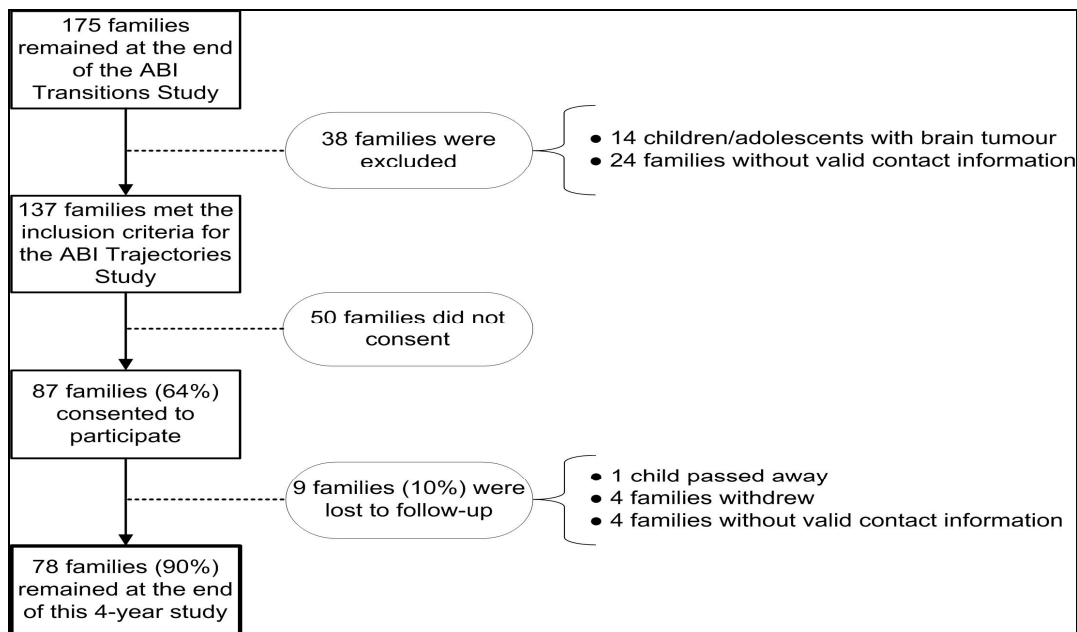 175 families
remained at the end
of the ABI
Transitions Study
38 families were
excluded
● 14 children/adolescents with brain tumour
● 24 families without valid contact information
137 families met the
inclusion criteria for
the ABI Trajectories
Study
50 families did not
consent
87 families (64%)
consented to
participate
9 families (10%) were
lost to follow-up
● 1 child passed away
● 4 families withdrew
● 4 families without valid contact information
78 families (90%)
remained at the end
of this 4-year study